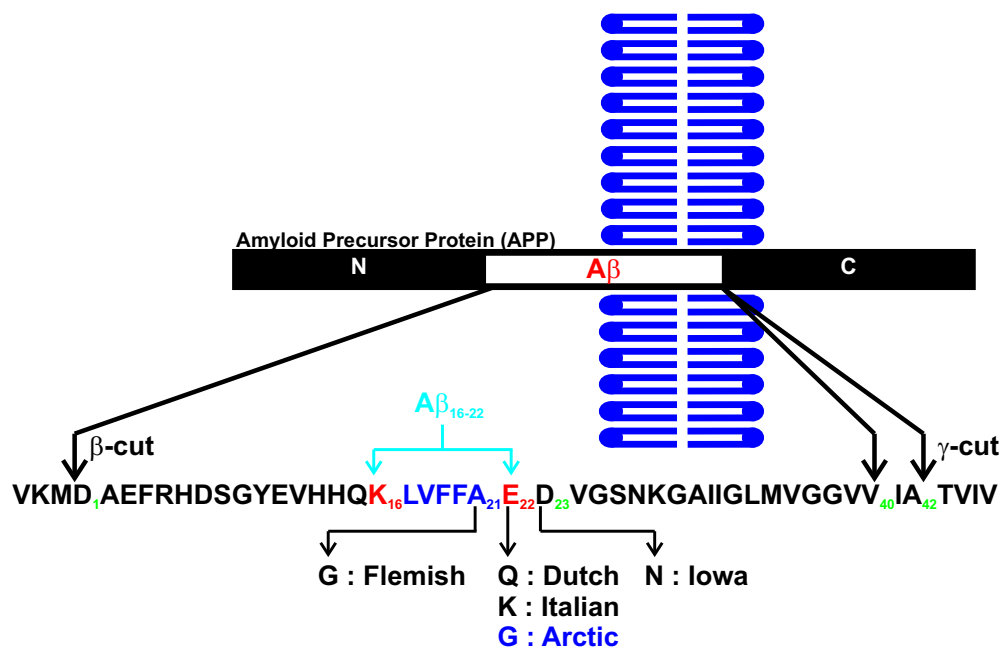 Amyloid Precursor Protein (APP)
N Aβ C
Aβ16-22
β-cut γ-cut
VKMD1AEFRHDSGYEVHHQK16LVFFA21E22D23VGSNKGAIIGLMVGGVV40IA42TVIV
G : Flemish Q : Dutch N : Iowa
K : Italian
G : Arctic